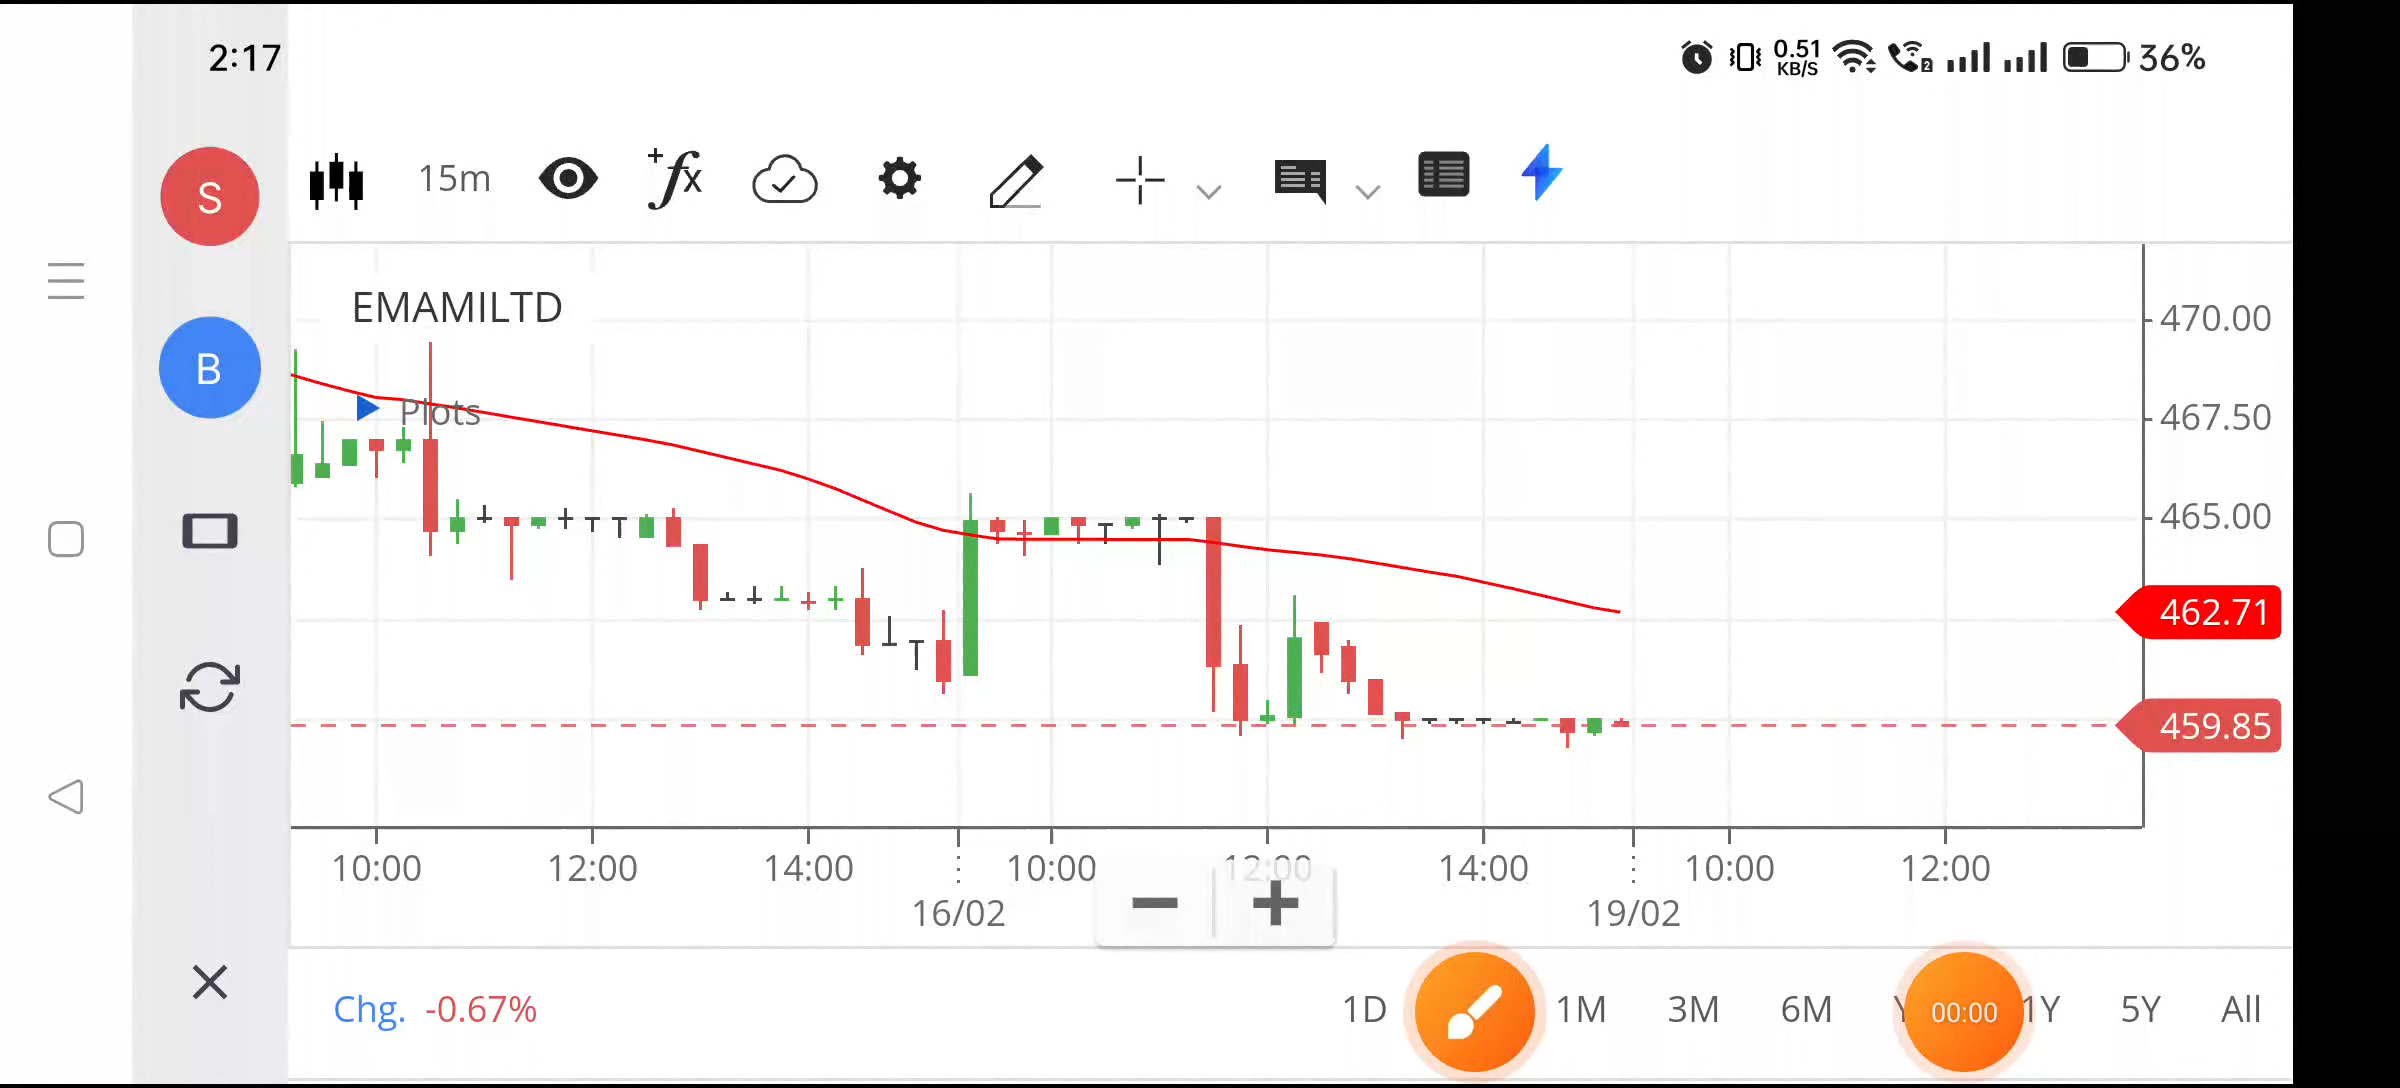 2:17
0.51
KB/S
2
36%
S
15m
fx
B
EMAMILTD
Plots
470.00
467.50
465.00
462.71
459.85
10:00 12:00 14:00 10:00 12:00 14:00 10:00 12:00
16/02 19/02
Chg. -0.67%
1D 1M 3M 6M 00:00 1Y 5Y All